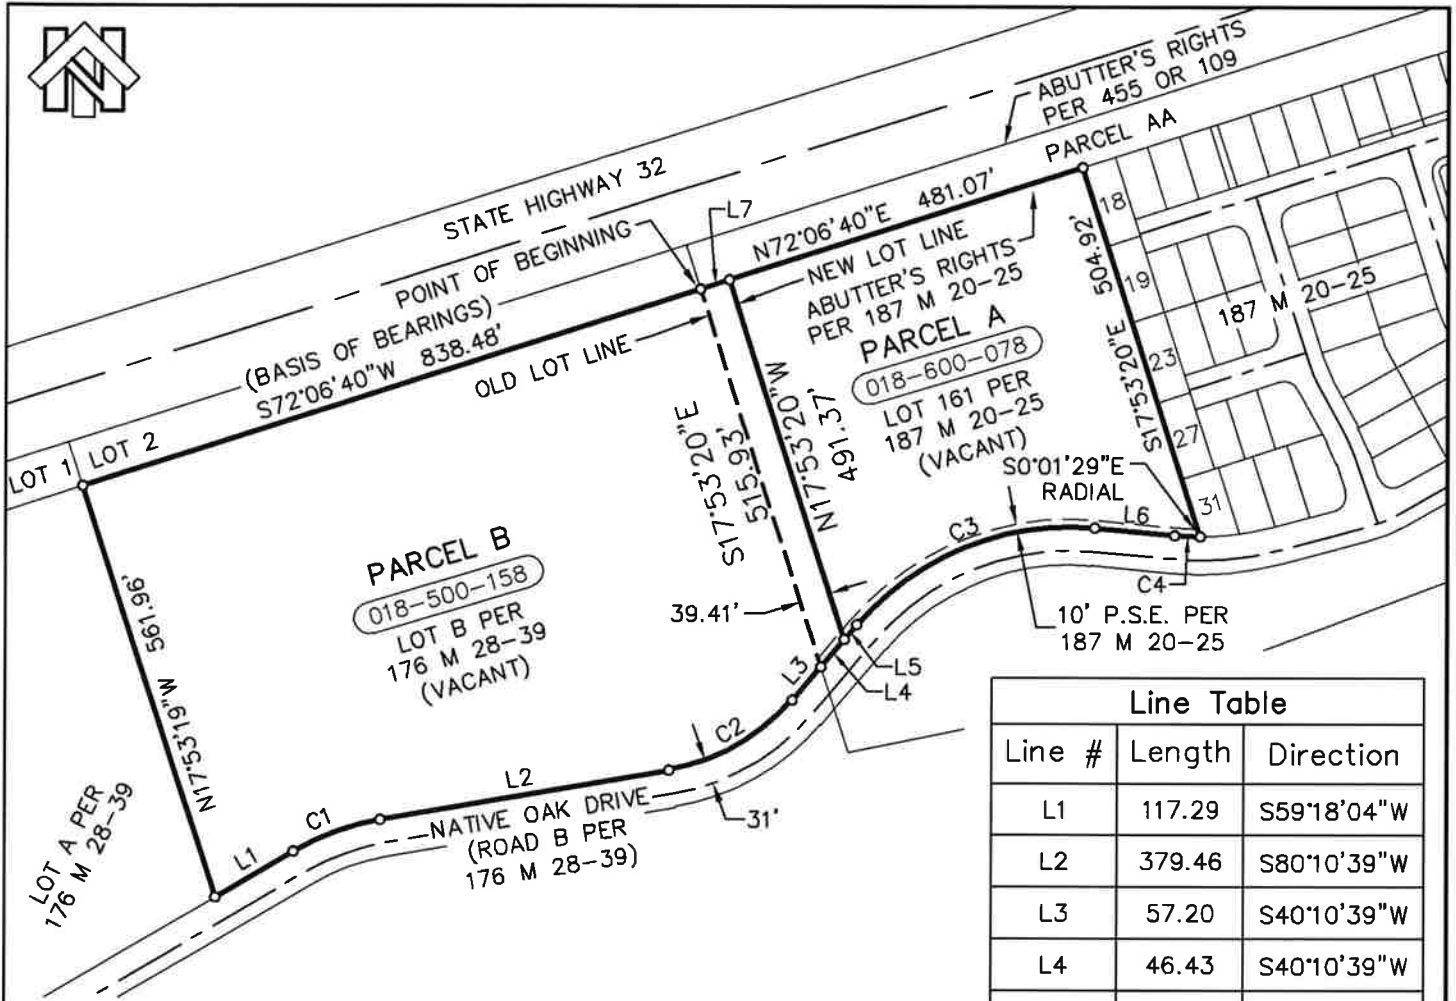 N
STATE HIGHWAY 32
ABUTTER'S RIGHTS
PER 455 OR 109
PARCEL AA
POINT OF BEGINNING
L7
(BASIS OF BEARINGS)
S72°06'40"W 838.48'
OLD LOT LINE
N72°06'40"E 481.07'
NEW LOT LINE
ABUTTER'S RIGHTS
PER 187 M 20-25
PARCEL A
018-600-078
LOT 161 PER
187 M 20-25
(VACANT)
S17°53'20"E 504.92'
18
19
23
27
31
187 M 20-25
LOT 1
LOT 2
S17°53'20"E
515.93'
N17°53'20"W
491.37'
S0°01'29"E
RADIAL
C3
L6
C4
10' P.S.E. PER
187 M 20-25
39.41'
L5
L4
L3
PARCEL B
018-500-158
LOT B PER
176 M 28-39
(VACANT)
N17°53'19"W 561.96'
LOT A PER
176 M 28-39
L1
C1
L2
C2
31'
NATIVE OAK DRIVE
(ROAD B PER
176 M 28-39)
Line Table
Line # Length Direction
L1 117.29 S59°18'04"W
L2 379.46 S80°10'39"W
L3 57.20 S40°10'39"W
L4 46.43 S40°10'39"W